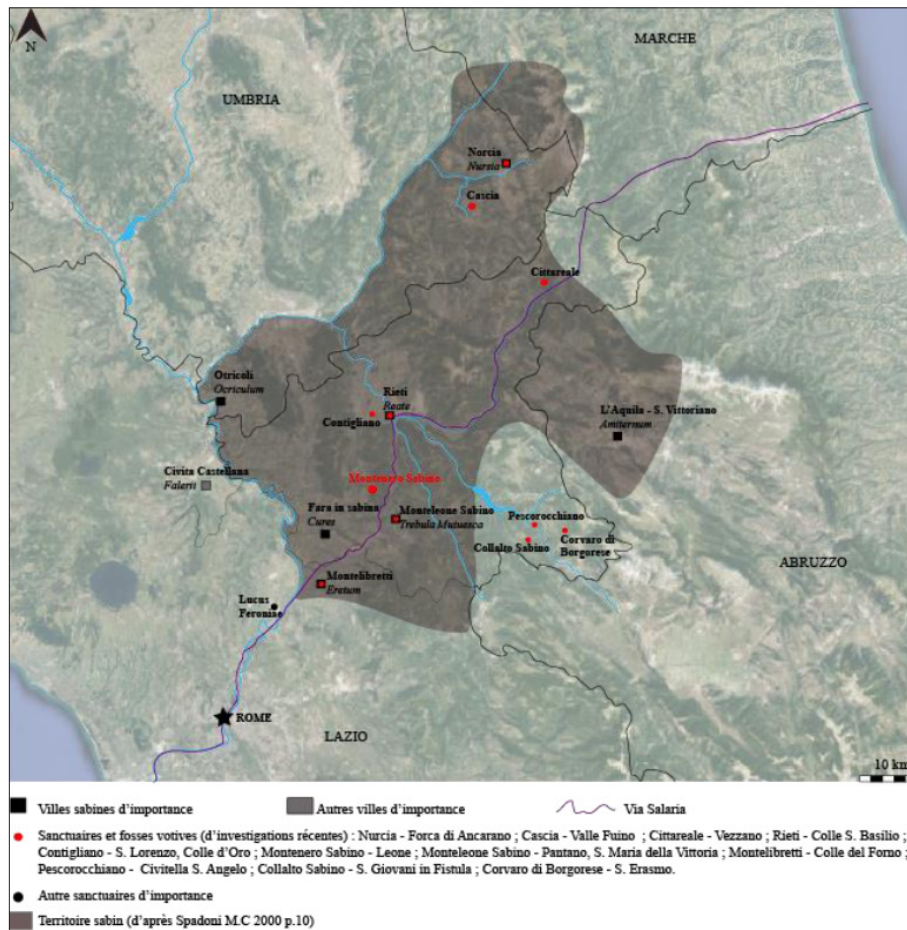 MARCHE
N
UMBRIA
Norcia
Nursia
Cascia
Cittareale
Otricoli
Ocriculum
Rieti
Reate
Contigliano
L'Aquila - S. Vittoriano
Amiternum
Civita Castellana
Falerii
Montenero Sabino
Fara in sabina
Cures
Monteleone Sabino
Trebula Mutuesca
Pescorocchiano
Collalto Sabino
Corvaro di
Borgorese
ABRUZZO
Montelibretti
Eretum
Lucus
Feroniae
ROME
LAZIO
10 km
Villes sabines d'importance
Autres villes d'importance
Via Salaria
Sanctuaires et fosses votives (d'investigations récentes) : Nurcia - Forca di Ancarano ; Cascia - Valle Fuino ; Cittareale - Vezzano ; Rieti - Colle S. Basilio ;
Contigliano - S. Lorenzo, Colle d'Oro ; Montenero Sabino - Leone ; Monteleone Sabino - Pantano, S. Maria della Vittoria ; Montelibretti - Colle del Forno ;
Pescorocchiano - Civitella S. Angelo ; Collalto Sabino - S. Giovani in Fistula ; Corvaro di Borgorese - S. Erasmo.
Autre sanctuaires d'importance
Territoire sabin (d'après Spadoni M.C 2000 p.10)